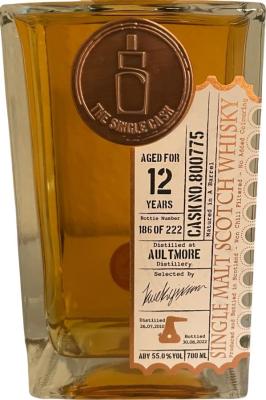 THE SINGLE CASK
AGED FOR
12
YEARS
Bottle Number
186 OF 222
Distilled at
AULTMORE
Distillery
Selected by
Distilled
26.07.2010
Bottled
30.08.2022
ABV 55.0%VOL 700ML
CASK NO.800775
Matured in a Barrel
SINGLE MALT SCOTCH WHISKY
Produced and Bottled in Scotland - Non Chill Filtered - No Added Colouring